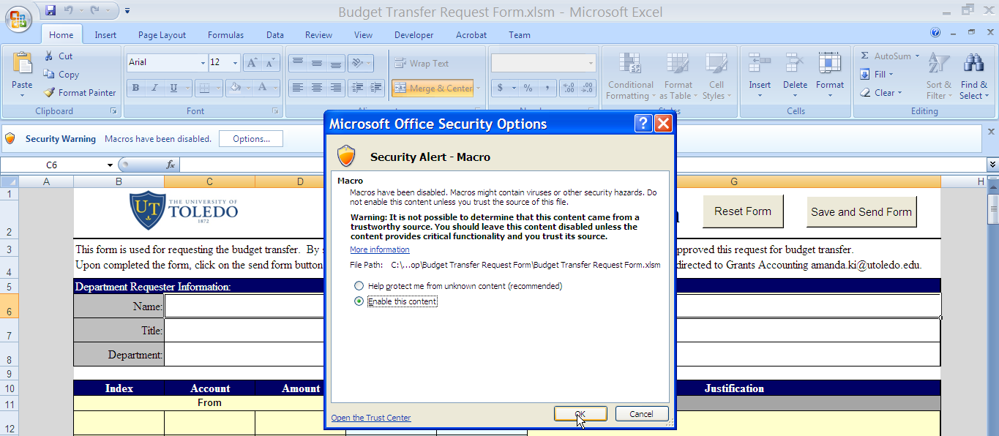 Budget Transfer Request Form.xlsm - Microsoft Excel
Home Insert Page Layout Formulas Data Review View Developer Acrobat Team
Paste
Cut
Copy
Format Painter
Clipboard
Arial 12
B I U
Font
Wrap Text
Merge & Center
$ % ,
Conditional Formatting
Format as Table
Cell Styles
Insert
Delete
Format
Cells
AutoSum
Fill
Clear
Sort & Filter
Find & Select
Editing
Security Warning Macros have been disabled. Options...
C6 fx
A B C D G H
1
THE UNIVERSITY OF
UT TOLEDO
1872
Reset Form Save and Send Form
2
3 This form is used for requesting the budget transfer. By
pproved this request for budget transfer.
4 Upon completed the form, click on the send form button
directed to Grants Accounting amanda.ki@utoledo.edu.
5 Department Requester Information:
6 Name:
7 Title:
8 Department:
9
10 Index Account Amount Justification
11 From
12
Microsoft Office Security Options
Security Alert - Macro
Macro
Macros have been disabled. Macros might contain viruses or other security hazards. Do
not enable this content unless you trust the source of this file.
Warning: It is not possible to determine that this content came from a
trustworthy source. You should leave this content disabled unless the
content provides critical functionality and you trust its source.
More information
File Path: C:\...op\Budget Transfer Request Form\Budget Transfer Request Form.xlsm
Help protect me from unknown content (recommended)
Enable this content
Open the Trust Center
OK Cancel